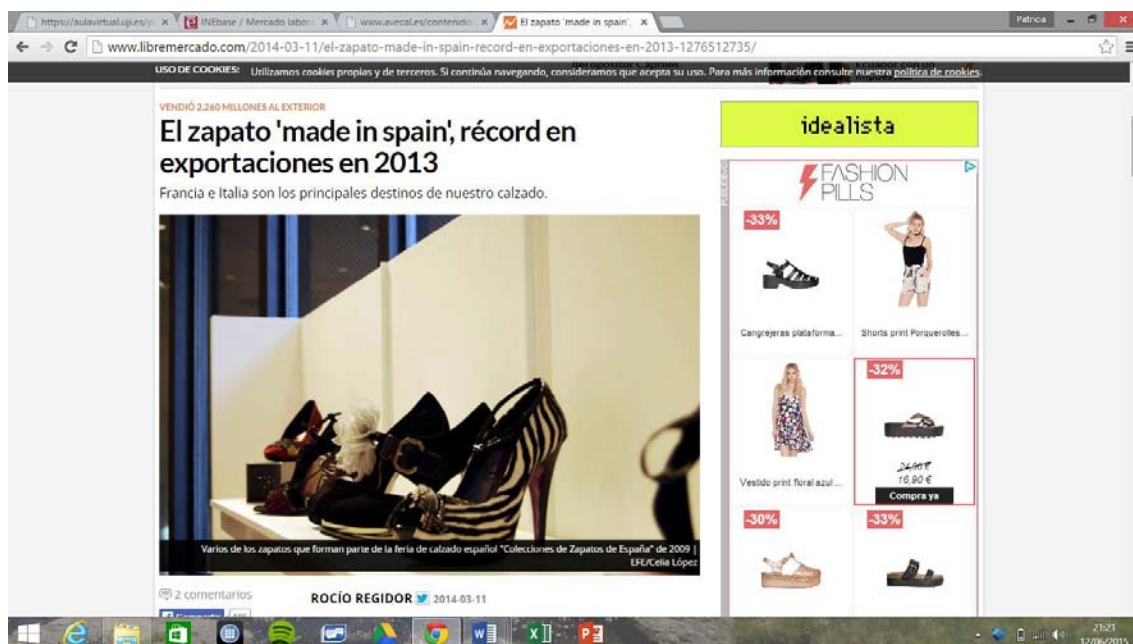 https://aulavirtual.uji.es/p
INEbase / Mercado labor
www.averal.es/contenido
El zapato 'made in spain',
Patricia
www.libremercado.com/2014-03-11/el-zapato-made-in-spain-record-en-exportaciones-en-2013-1276512735/
USO DE COOKIES: Utilizamos cookies propias y de terceros. Si continúa navegando, consideramos que acepta su uso. Para más información consulte nuestra política de cookies.
VENDIÓ 2.260 MILLONES AL EXTERIOR
El zapato 'made in spain', récord en
exportaciones en 2013
Francia e Italia son los principales destinos de nuestro calzado.
Varios de los zapatos que forman parte de la feria de calzado español "Colecciones de Zapatos de España" de 2009 |
EFE/Celia López
2 comentarios
ROCÍO REGIDOR 2014-03-11
idealista
PUBLICIDAD
FASHION
PILLS
-33%
Cangrejeras plataforma...
Shorts print Porquerolles...
-32%
Vestido print floral azul ...
24,90 €
16,90 €
Compra ya
-30%
-33%
21:21
12/06/2015